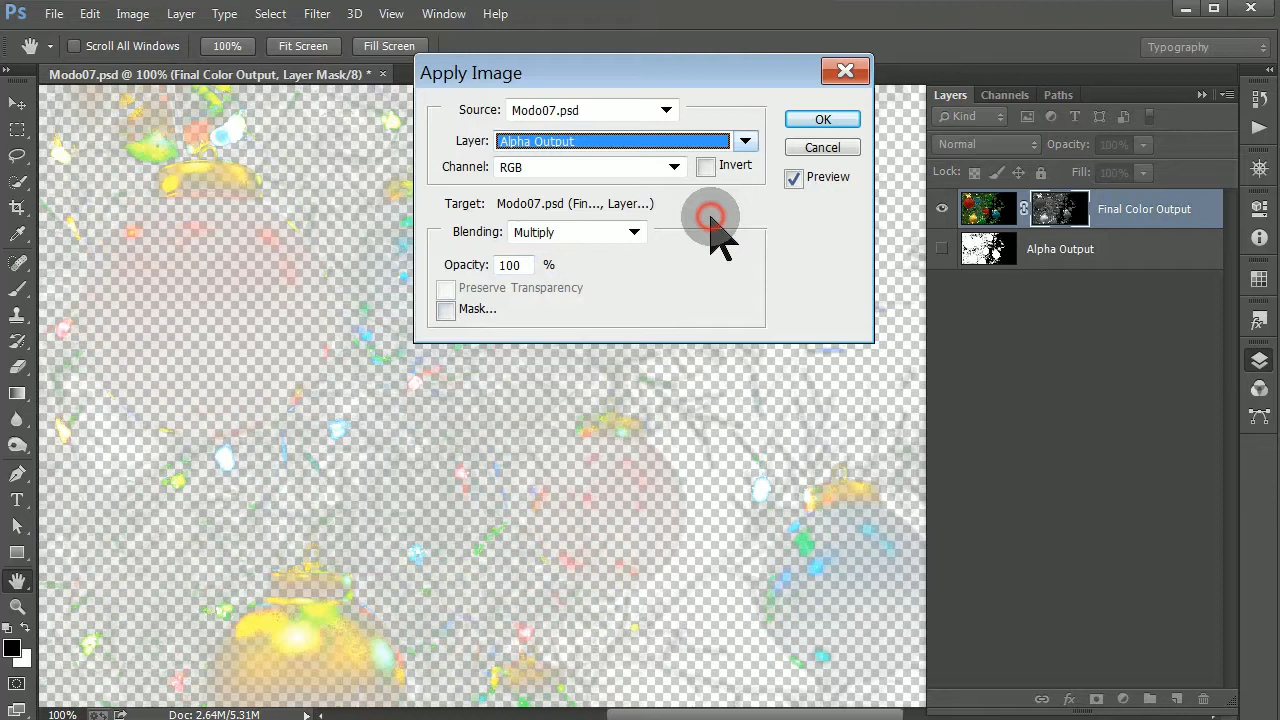 Ps File Edit Image Layer Type Select Filter 3D View Window Help
Scroll All Windows 100% Fit Screen Fill Screen Typography
Modo07.psd @ 100% (Final Color Output, Layer Mask/8) *
Apply Image
Source: Modo07.psd
Layer: Alpha Output
Channel: RGB Invert
Target: Modo07.psd (Fin..., Layer...)
Blending: Multiply
Opacity: 100 %
Preserve Transparency
Mask...
OK
Cancel
Preview
Layers Channels Paths
Kind
Normal Opacity: 100%
Lock: Fill: 100%
Final Color Output
Alpha Output
100% Doc: 2.64M/5.31M